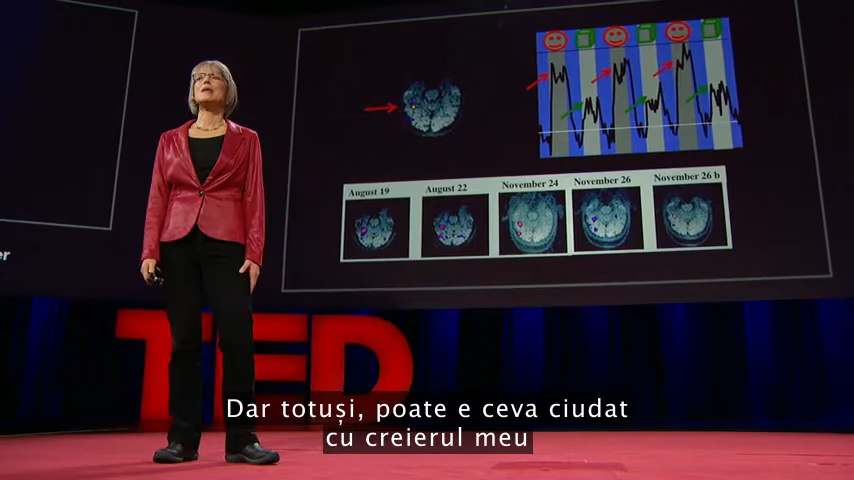 August 19
August 22
November 24
November 26
November 26 b
er
TED
Dar totuși, poate e ceva ciudat
cu creierul meu